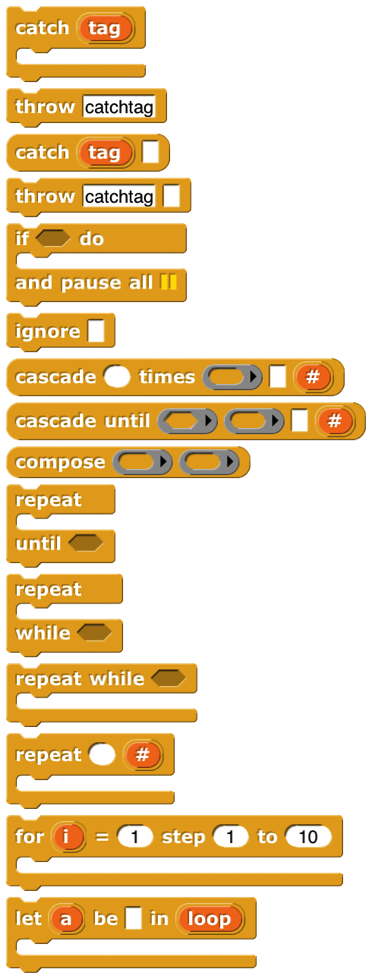 catch tag
throw catchtag
catch tag
throw catchtag
if do
and pause all
ignore
cascade times #
cascade until #
compose
repeat
until
repeat
while
repeat while
repeat #
for i = 1 step 1 to 10
let a be in loop